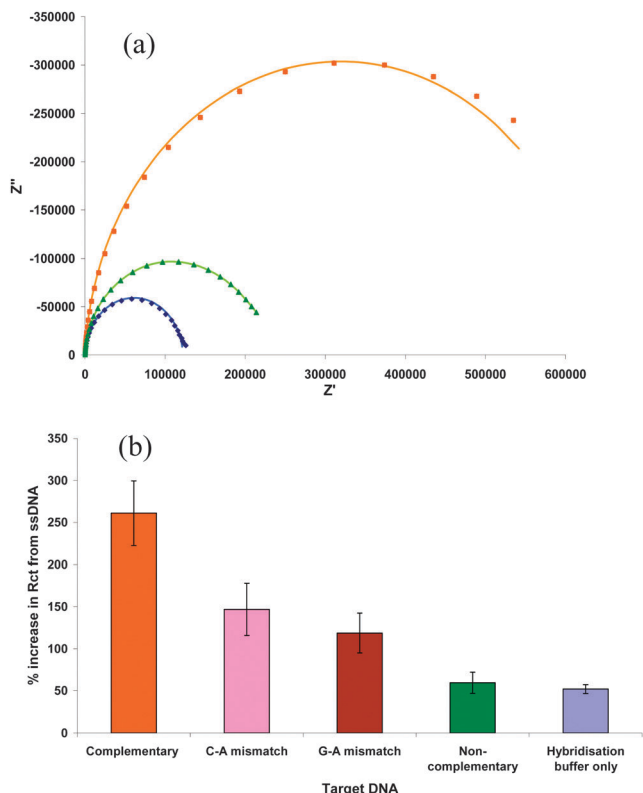 (a)
-350000
-300000
-250000
-200000
-150000
-100000
-50000
0
Z''
0 100000 200000 300000 400000 500000 600000
Z'
(b)
350
300
250
200
150
100
50
0
% increase in Rct from ssDNA
Complementary C-A mismatch G-A mismatch Non- Hybridisation
complementary buffer only
Target DNA